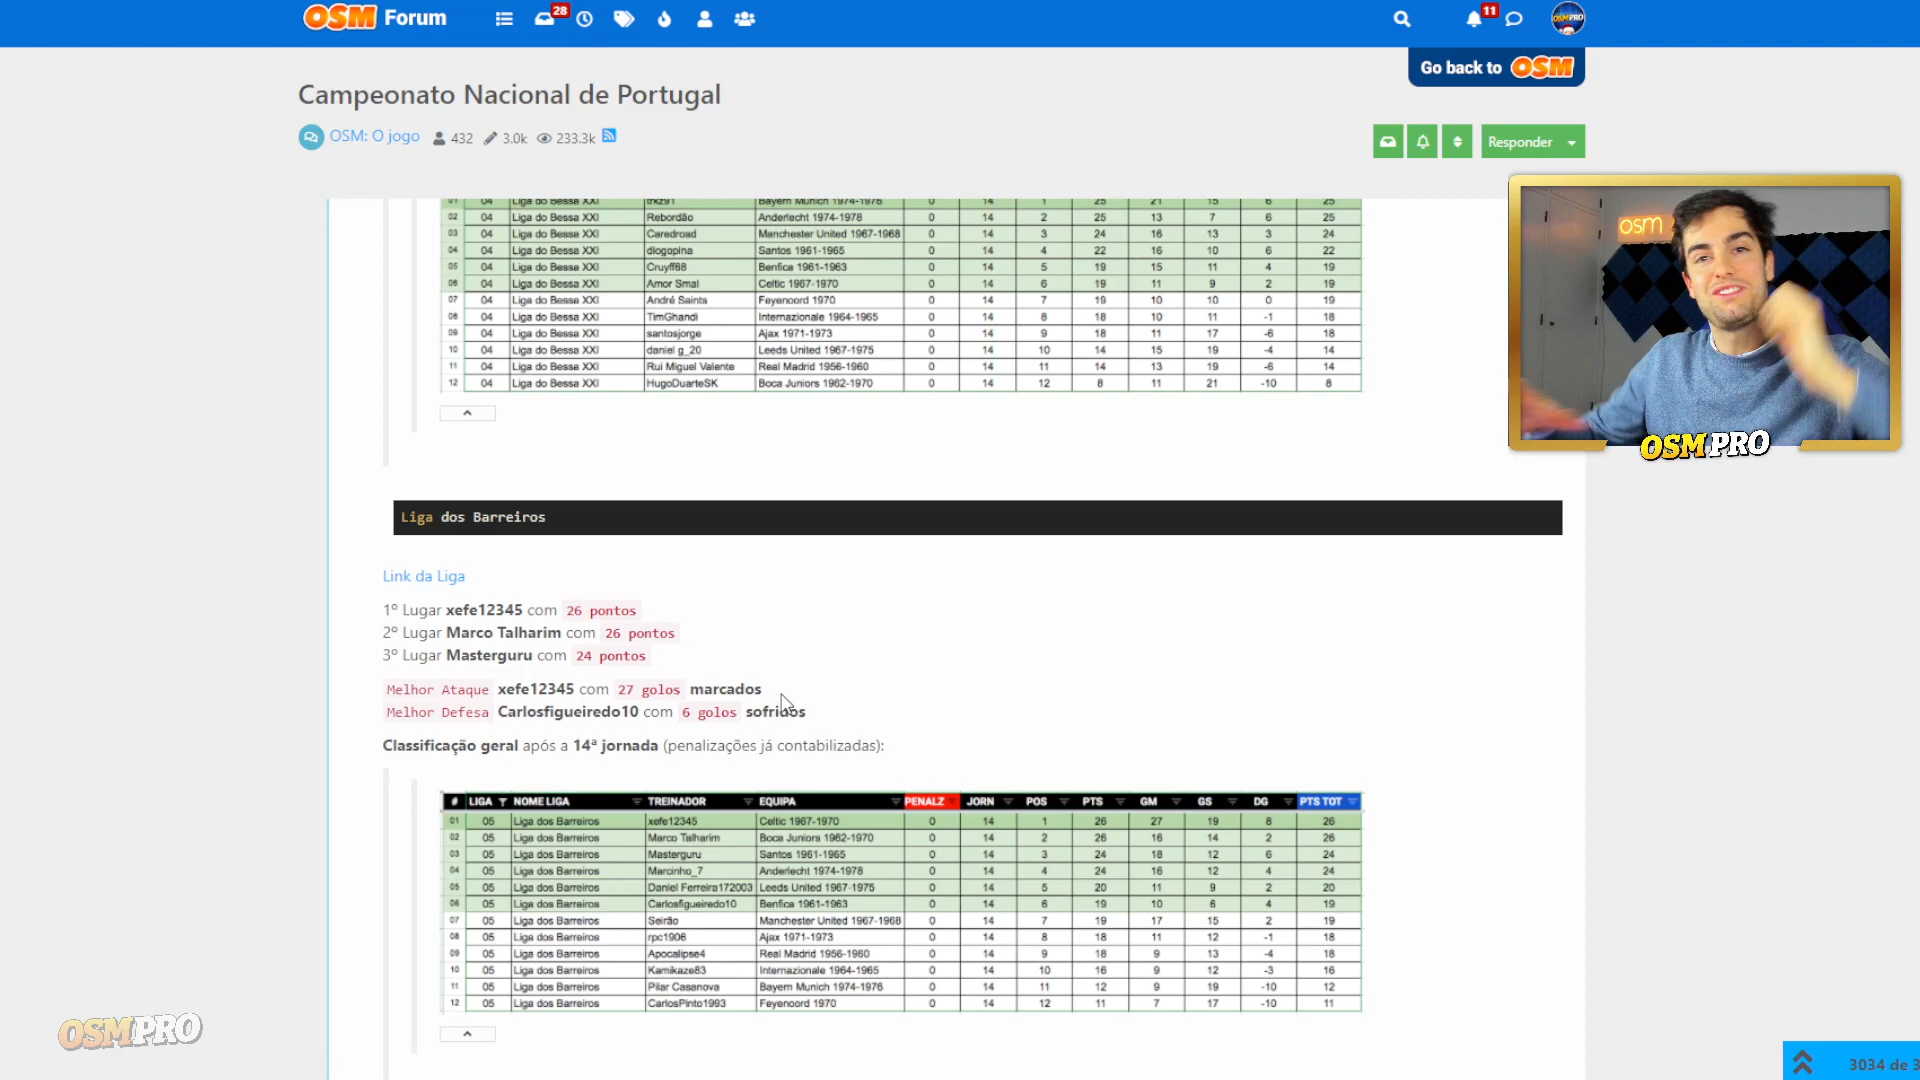 OSM Forum 28 11
Go back to OSM
Campeonato Nacional de Portugal
OSM: O jogo 432 3.0k 233.3k
Responder
01 04 Liga do Bessa XXI trkz91 Bayern Munich 1974-1976 0 14 1 25 21 15 6 25
02 04 Liga do Bessa XXI Rebordão Anderlecht 1974-1978 0 14 2 25 13 7 6 25
03 04 Liga do Bessa XXI Caredroad Manchester United 1967-1968 0 14 3 24 16 13 3 24
04 04 Liga do Bessa XXI diogopina Santos 1961-1965 0 14 4 22 16 10 6 22
05 04 Liga do Bessa XXI Cruyff88 Benfica 1961-1963 0 14 5 19 15 11 4 19
06 04 Liga do Bessa XXI Amor Smal Celtic 1967-1970 0 14 6 19 11 9 2 19
07 04 Liga do Bessa XXI André Saints Feyenoord 1970 0 14 7 19 10 10 0 19
08 04 Liga do Bessa XXI TimGhandi Internazionale 1964-1965 0 14 8 18 10 11 -1 18
09 04 Liga do Bessa XXI santosjorge Ajax 1971-1973 0 14 9 18 11 17 -6 18
10 04 Liga do Bessa XXI daniel g_20 Leeds United 1967-1975 0 14 10 14 15 19 -4 14
11 04 Liga do Bessa XXI Rui Miguel Valente Real Madrid 1956-1960 0 14 11 14 13 19 -6 14
12 04 Liga do Bessa XXI HugoDuarteSK Boca Juniors 1962-1970 0 14 12 8 11 21 -10 8
osm
OSM PRO
Liga dos Barreiros
Link da Liga
1º Lugar xefe12345 com 26 pontos
2º Lugar Marco Talharim com 26 pontos
3º Lugar Masterguru com 24 pontos
Melhor Ataque xefe12345 com 27 golos marcados
Melhor Defesa Carlosfigueiredo10 com 6 golos sofridos
Classificação geral após a 14ª jornada (penalizações já contabilizadas):
# LIGA NOME LIGA TREINADOR EQUIPA PENALZ JORN POS PTS GM GS DG PTS TOT
01 05 Liga dos Barreiros xefe12345 Celtic 1967-1970 0 14 1 26 27 19 8 26
02 05 Liga dos Barreiros Marco Talharim Boca Juniors 1962-1970 0 14 2 26 16 14 2 26
03 05 Liga dos Barreiros Masterguru Santos 1961-1965 0 14 3 24 18 12 6 24
04 05 Liga dos Barreiros Marcinho_7 Anderlecht 1974-1978 0 14 4 24 16 12 4 24
05 05 Liga dos Barreiros Daniel Ferreira172003 Leeds United 1967-1975 0 14 5 20 11 9 2 20
06 05 Liga dos Barreiros Carlosfigueiredo10 Benfica 1961-1963 0 14 6 19 10 6 4 19
07 05 Liga dos Barreiros Seirão Manchester United 1967-1968 0 14 7 19 17 15 2 19
08 05 Liga dos Barreiros rpc1906 Ajax 1971-1973 0 14 8 18 11 12 -1 18
09 05 Liga dos Barreiros Apocalipse4 Real Madrid 1956-1960 0 14 9 18 9 13 -4 18
10 05 Liga dos Barreiros Kamikaze83 Internazionale 1964-1965 0 14 10 16 9 12 -3 16
11 05 Liga dos Barreiros Pilar Casanova Bayern Munich 1974-1976 0 14 11 12 9 19 -10 12
12 05 Liga dos Barreiros CarlosPinto1993 Feyenoord 1970 0 14 12 11 7 17 -10 11
OSMPRO
3034 de 3